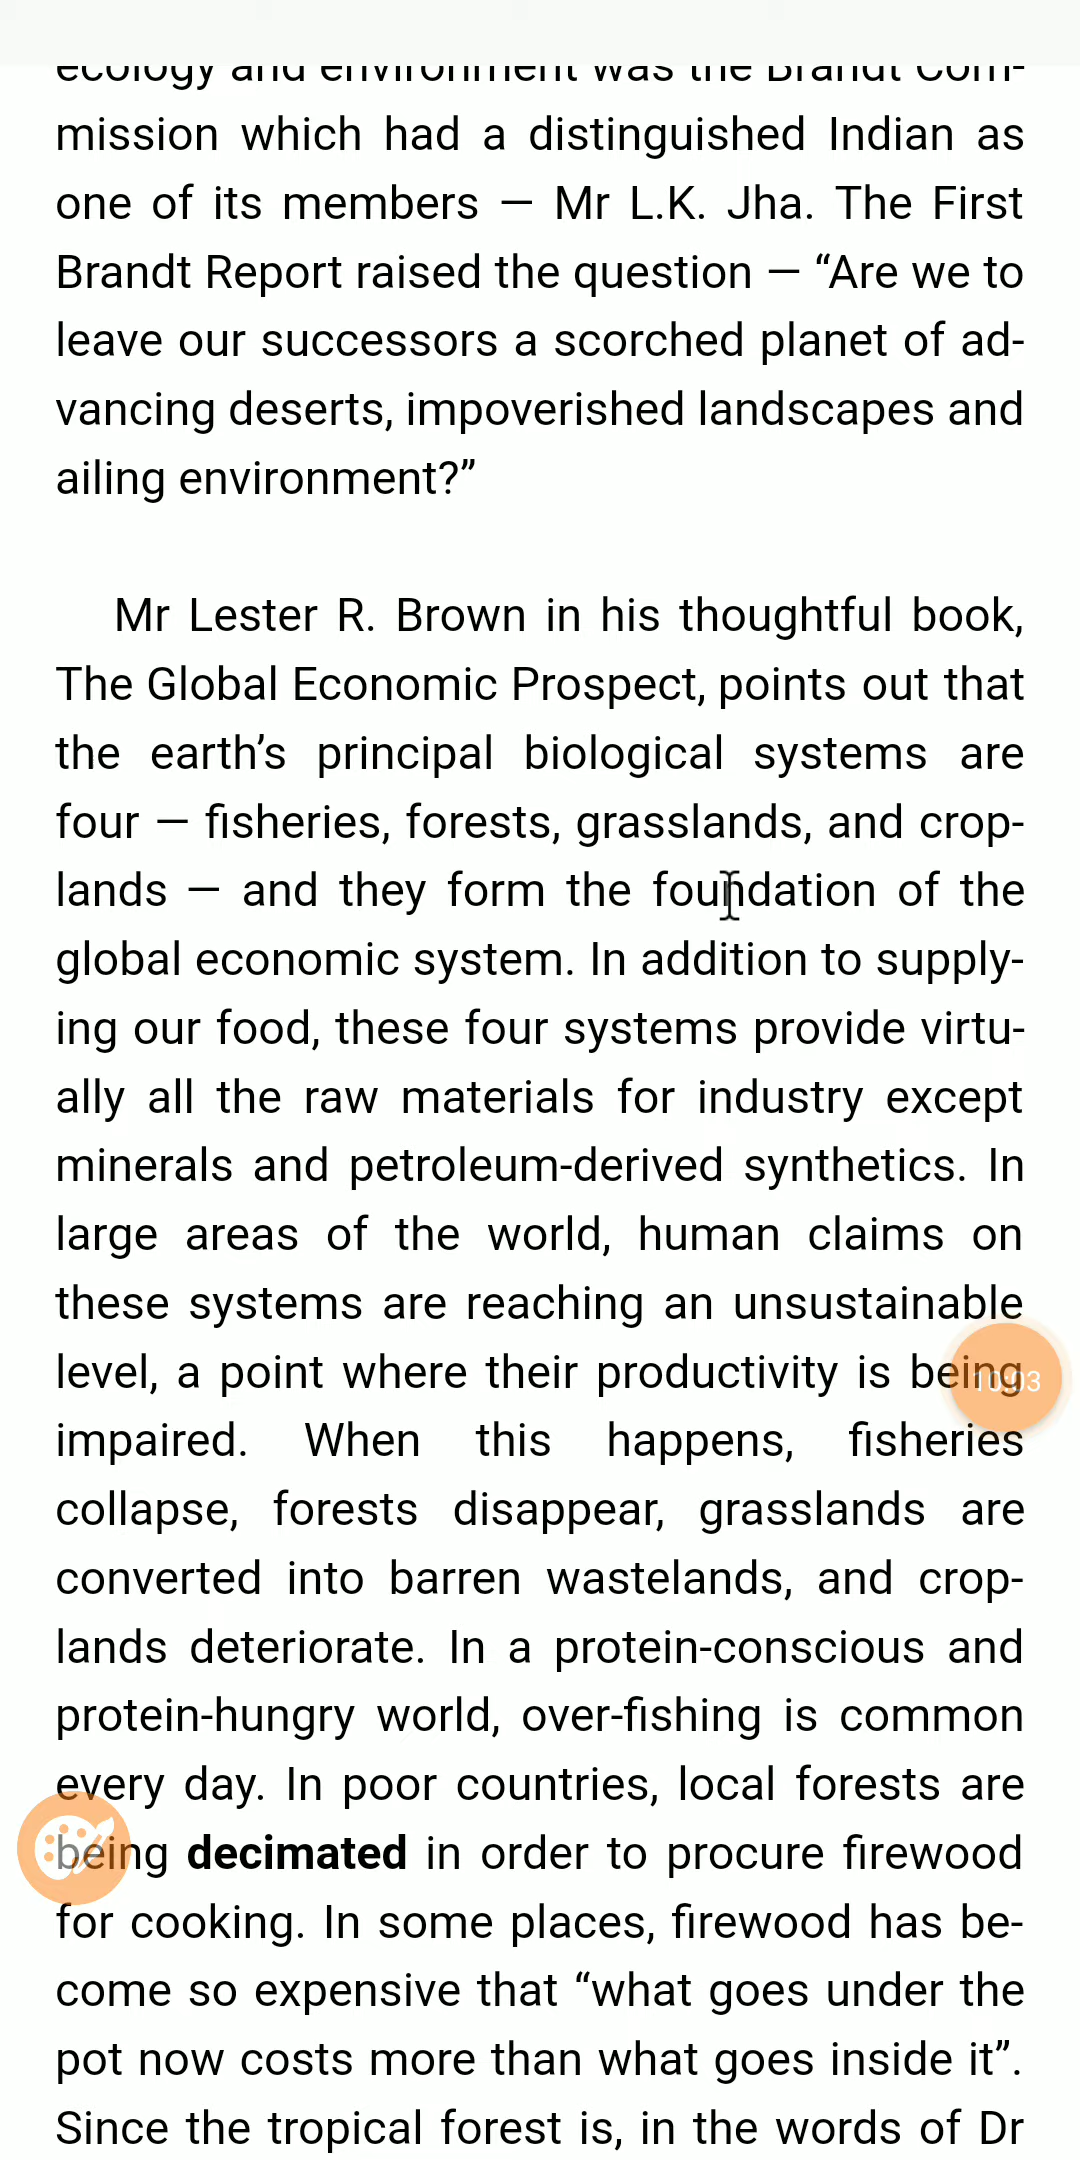 ecology and environment was the Brandt Com-
mission which had a distinguished Indian as
one of its members — Mr L.K. Jha. The First
Brandt Report raised the question — “Are we to
leave our successors a scorched planet of ad-
vancing deserts, impoverished landscapes and
ailing environment?”
Mr Lester R. Brown in his thoughtful book,
The Global Economic Prospect, points out that
the earth’s principal biological systems are
four — fisheries, forests, grasslands, and crop-
lands — and they form the foundation of the
global economic system. In addition to supply-
ing our food, these four systems provide virtu-
ally all the raw materials for industry except
minerals and petroleum-derived synthetics. In
large areas of the world, human claims on
these systems are reaching an unsustainable
level, a point where their productivity is being
10:03
impaired. When this happens, fisheries
collapse, forests disappear, grasslands are
converted into barren wastelands, and crop-
lands deteriorate. In a protein-conscious and
protein-hungry world, over-fishing is common
every day. In poor countries, local forests are
being decimated in order to procure firewood
for cooking. In some places, firewood has be-
come so expensive that “what goes under the
pot now costs more than what goes inside it”.
Since the tropical forest is, in the words of Dr